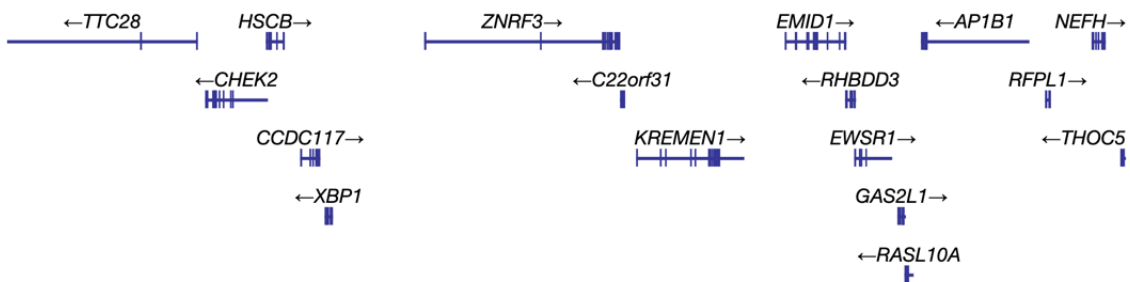 ←TTC28 HSCB→ ZNRF3→ EMID1→ ←AP1B1 NEFH→
←CHEK2 ←C22orf31 ←RHBDD3 RFPL1→
CCDC117→ KREMEN1→ EWSR1→ ←THOC5
←XBP1 GAS2L1→
←RASL10A